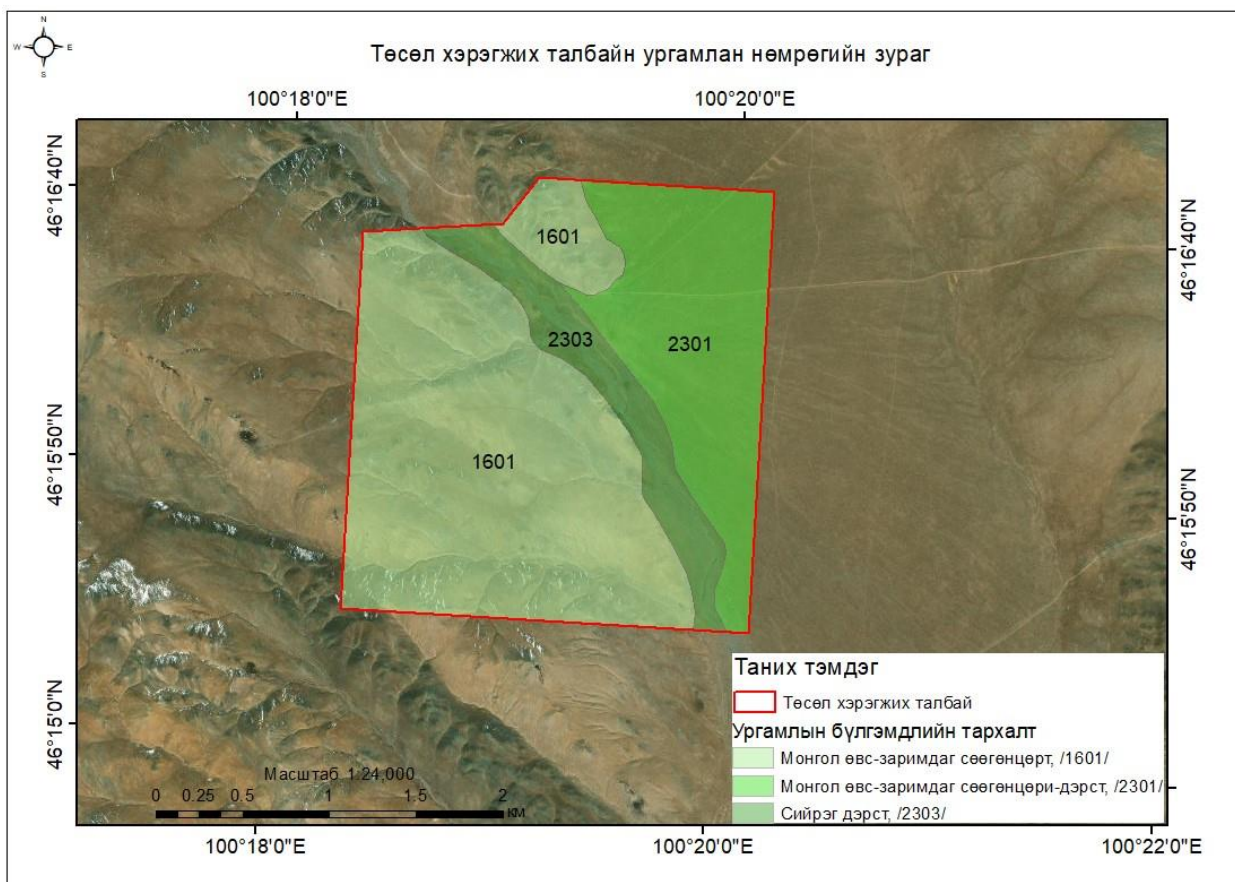 N
W E
S
Төсөл хэрэгжих талбайн ургамлан нөмрөгийн зураг
100°18'0"E 100°20'0"E
46°16'40"N
46°16'40"N
46°15'50"N
46°15'50"N
46°15'0"N
1601
2303
2301
1601
Таних тэмдэг
Төсөл хэрэгжих талбай
Ургамлын бүлгэмдлийн тархалт
Монгол өвс-заримдаг сөөгөнцөрт, /1601/
Монгол өвс-заримдаг сөөгөнцөри-дэрст, /2301/
Сийрэг дэрст, /2303/
Масштаб 1:24,000
0 0.25 0.5 1 1.5 2
км
100°18'0"E 100°20'0"E 100°22'0"E